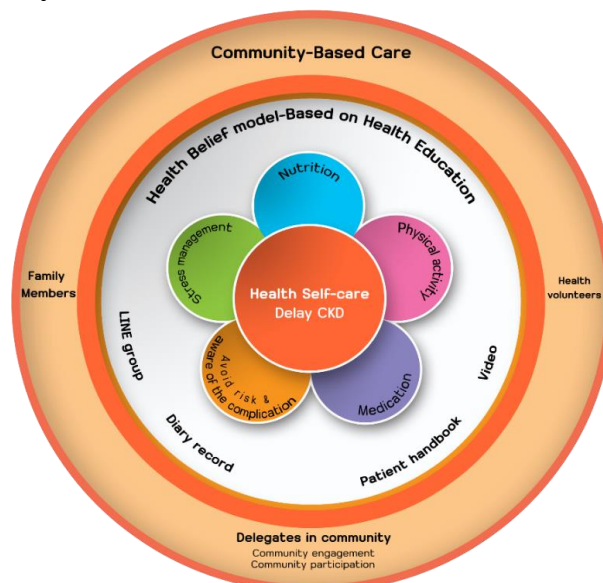 Community-Based Care
Health Belief model-Based on Health Education
Nutrition
Stress management
Physical activity
Health Self-care
Delay CKD
Family
Members
Health
volunteers
Avoid risk &
aware of the complication
Medication
LINE group
Video
Diary record
Patient handbook
Delegates in community
Community engagement
Community participation